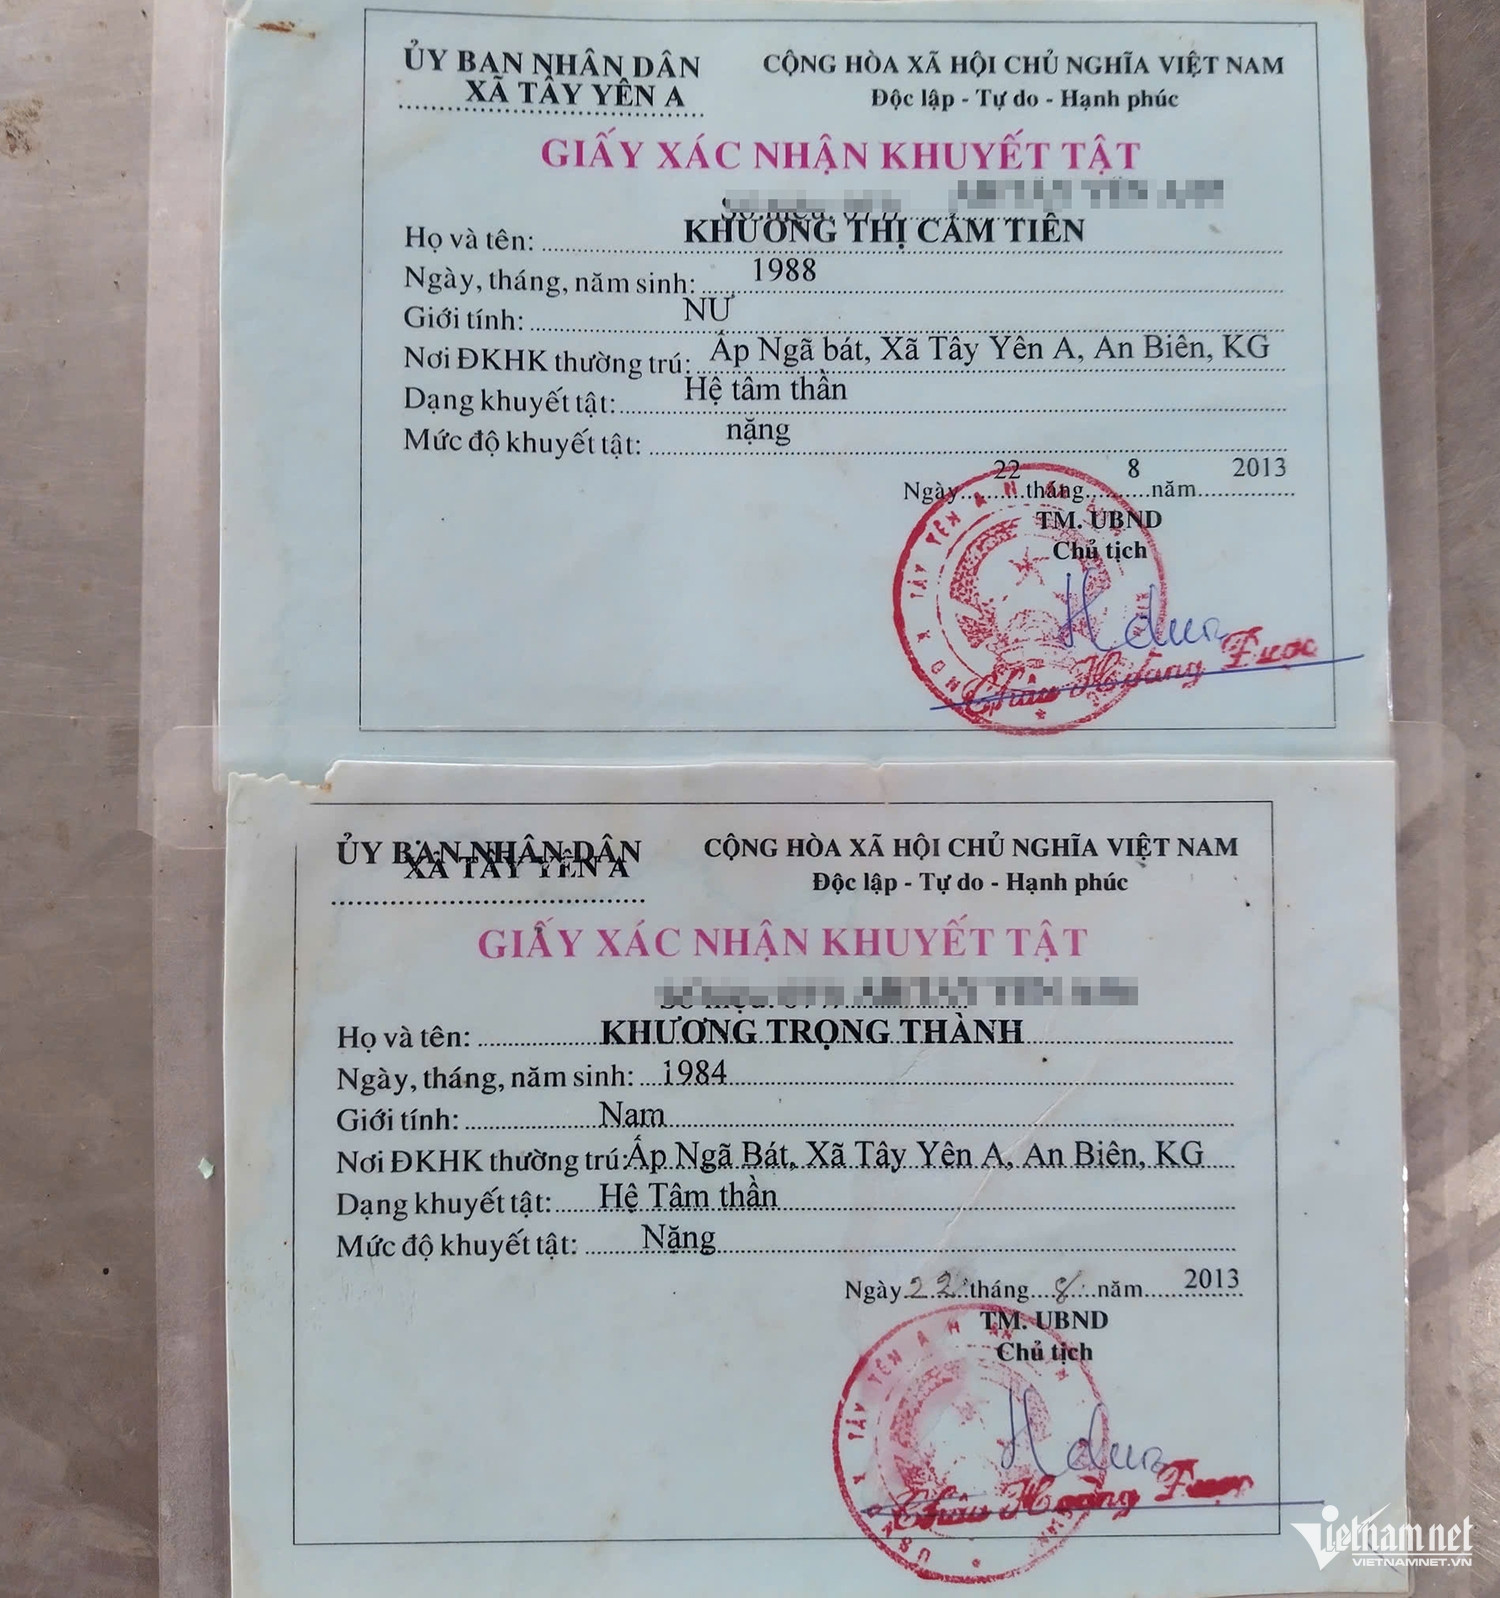 ỦY BAN NHÂN DÂN
XÃ TÂY YÊN A
CỘNG HÒA XÃ HỘI CHỦ NGHĨA VIỆT NAM
Độc lập - Tự do - Hạnh phúc
GIẤY XÁC NHẬN KHUYẾT TẬT
Họ và tên: KHƯƠNG THỊ CẨM TIÊN
Ngày, tháng, năm sinh: 1988
Giới tính: NỮ
Nơi ĐKHK thường trú: Ấp Ngã bát, Xã Tây Yên A, An Biên, KG
Dạng khuyết tật: Hệ tâm thần
Mức độ khuyết tật: nặng
Ngày 22 tháng 8 năm 2013
TM. UBND
Chủ tịch
Châu Hoàng Được
ỦY BAN NHÂN DÂN
XÃ TÂY YÊN A
CỘNG HÒA XÃ HỘI CHỦ NGHĨA VIỆT NAM
Độc lập - Tự do - Hạnh phúc
GIẤY XÁC NHẬN KHUYẾT TẬT
Họ và tên: KHƯƠNG TRỌNG THÀNH
Ngày, tháng, năm sinh: 1984
Giới tính: Nam
Nơi ĐKHK thường trú: Ấp Ngã Bát, Xã Tây Yên A, An Biên, KG
Dạng khuyết tật: Hệ Tâm thần
Mức độ khuyết tật: Nặng
Ngày 22 tháng 8 năm 2013
TM. UBND
Chủ tịch
Châu Hoàng Được
Vietnamnet
VIETNAMNET.VN